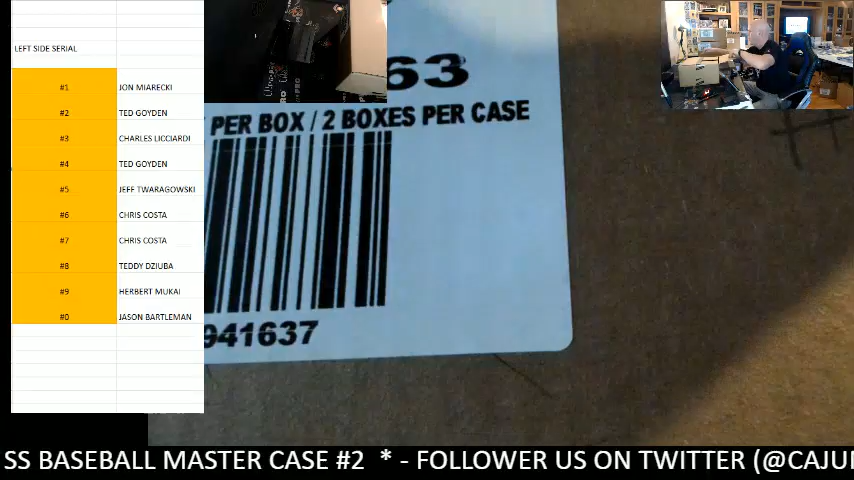 LEFT SIDE SERIAL
#1 JON MIARECKI
#2 TED GOYDEN
#3 CHARLES LICCIARDI
#4 TED GOYDEN
#5 JEFF TWARAGOWSKI
#6 CHRIS COSTA
#7 CHRIS COSTA
#8 TEDDY DZIUBA
#9 HERBERT MUKAI
#0 JASON BARTLEMAN
63
PER BOX / 2 BOXES PER CASE
941637
SS BASEBALL MASTER CASE #2 * - FOLLOWER US ON TWITTER (@CAJU